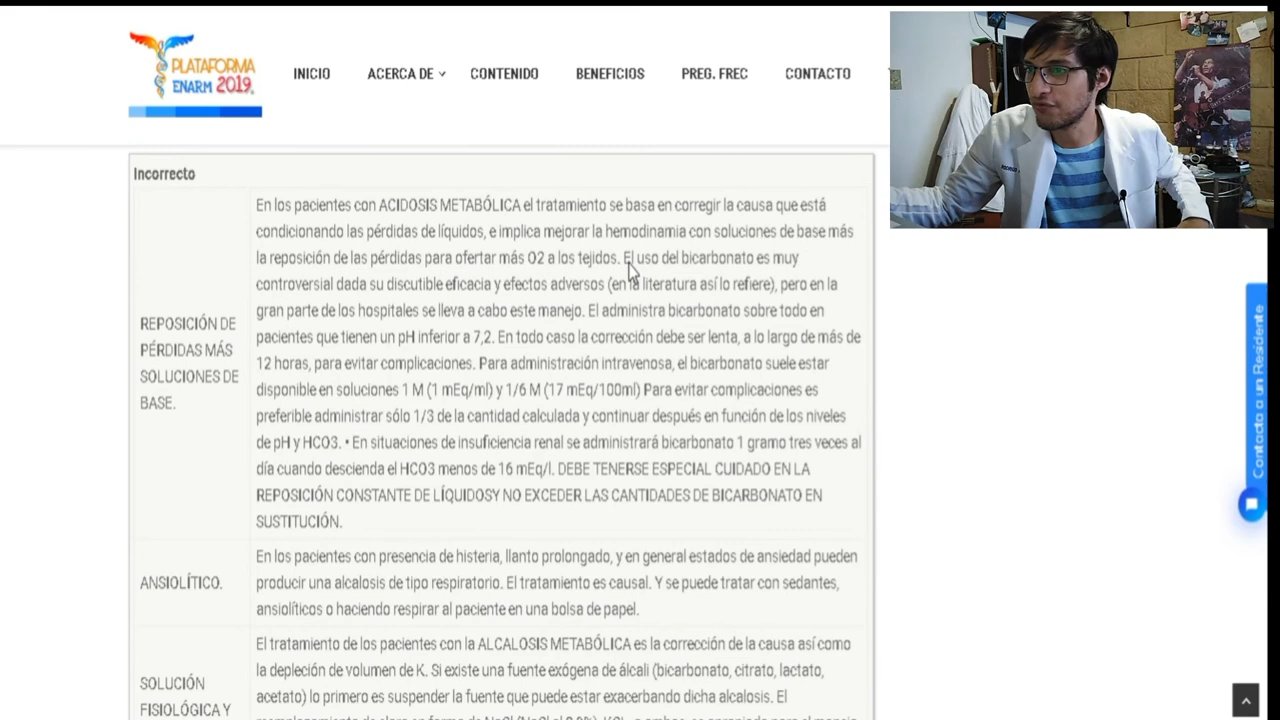 PLATAFORMA
ENARM 2019
INICIO
ACERCA DE
CONTENIDO
BENEFICIOS
PREG. FREC
CONTACTO
Incorrecto
REPOSICIÓN DE
PÉRDIDAS MÁS
SOLUCIONES DE
BASE.
En los pacientes con ACIDOSIS METABÓLICA el tratamiento se basa en corregir la causa que está
condicionando las pérdidas de líquidos, e implica mejorar la hemodinamia con soluciones de base más
la reposición de las pérdidas para ofertar más O2 a los tejidos. El uso del bicarbonato es muy
controversial dada su discutible eficacia y efectos adversos (en la literatura así lo refiere), pero en la
gran parte de los hospitales se lleva a cabo este manejo. El administra bicarbonato sobre todo en
pacientes que tienen un pH inferior a 7,2. En todo caso la corrección debe ser lenta, a lo largo de más de
12 horas, para evitar complicaciones. Para administración intravenosa, el bicarbonato suele estar
disponible en soluciones 1 M (1 mEq/ml) y 1/6 M (17 mEq/100ml) Para evitar complicaciones es
preferible administrar sólo 1/3 de la cantidad calculada y continuar después en función de los niveles
de pH y HCO3. • En situaciones de insuficiencia renal se administrará bicarbonato 1 gramo tres veces al
día cuando descienda el HCO3 menos de 16 mEq/l. DEBE TENERSE ESPECIAL CUIDADO EN LA
REPOSICIÓN CONSTANTE DE LÍQUIDOSY NO EXCEDER LAS CANTIDADES DE BICARBONATO EN
SUSTITUCIÓN.
ANSIOLÍTICO.
En los pacientes con presencia de histeria, llanto prolongado, y en general estados de ansiedad pueden
producir una alcalosis de tipo respiratorio. El tratamiento es causal. Y se puede tratar con sedantes,
ansiolíticos o haciendo respirar al paciente en una bolsa de papel.
SOLUCIÓN
FISIOLÓGICA Y
El tratamiento de los pacientes con la ALCALOSIS METABÓLICA es la corrección de la causa así como
la depleción de volumen de K. Si existe una fuente exógena de álcali (bicarbonato, citrato, lactato,
acetato) lo primero es suspender la fuente que puede estar exacerbando dicha alcalosis. El
Contacta a un Residente